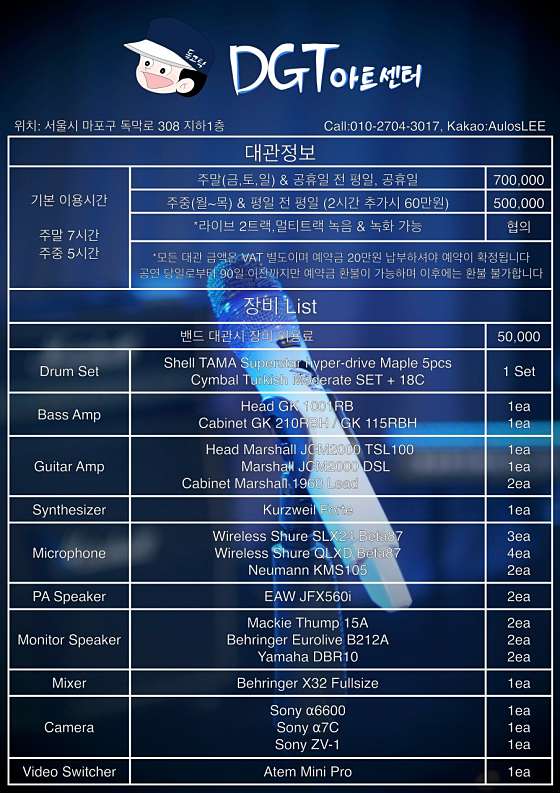 돌고탁
DGT아트센터
위치: 서울시 마포구 독막로 308 지하1층
Call:010-2704-3017, Kakao:AulosLEE
대관정보
기본 이용시간
주말 7시간
주중 5시간
주말(금,토,일) & 공휴일 전 평일, 공휴일 700,000
주중(월~목) & 평일 전 평일 (2시간 추가시 60만원) 500,000
*라이브 2트랙,멀티트랙 녹음 & 녹화 가능 협의
*모든 대관 금액은 VAT 별도이며 예약금 20만원 납부하셔야 예약이 확정됩니다
공연 당일로부터 90일 이전까지만 예약금 환불이 가능하며 이후에는 환불 불가합니다
장비 List
밴드 대관시 장비 이용료 50,000
Drum Set
Shell TAMA Superstar hyper-drive Maple 5pcs
Cymbal Turkish Moderate SET + 18C
1 Set
Bass Amp
Head GK 1001RB 1ea
Cabinet GK 210RBH / GK 115RBH 1ea
Guitar Amp
Head Marshall JCM2000 TSL100 1ea
Marshall JCM2000 DSL 1ea
Cabinet Marshall 1960 Lead 2ea
Synthesizer Kurzweil Forte 1ea
Microphone
Wireless Shure SLX24 Beta87 3ea
Wireless Shure QLXD Beta87 4ea
Neumann KMS105 2ea
PA Speaker EAW JFX560i 2ea
Monitor Speaker
Mackie Thump 15A 2ea
Behringer Eurolive B212A 2ea
Yamaha DBR10 2ea
Mixer Behringer X32 Fullsize 1ea
Camera
Sony α6600 1ea
Sony α7C 1ea
Sony ZV-1 1ea
Video Switcher Atem Mini Pro 1ea